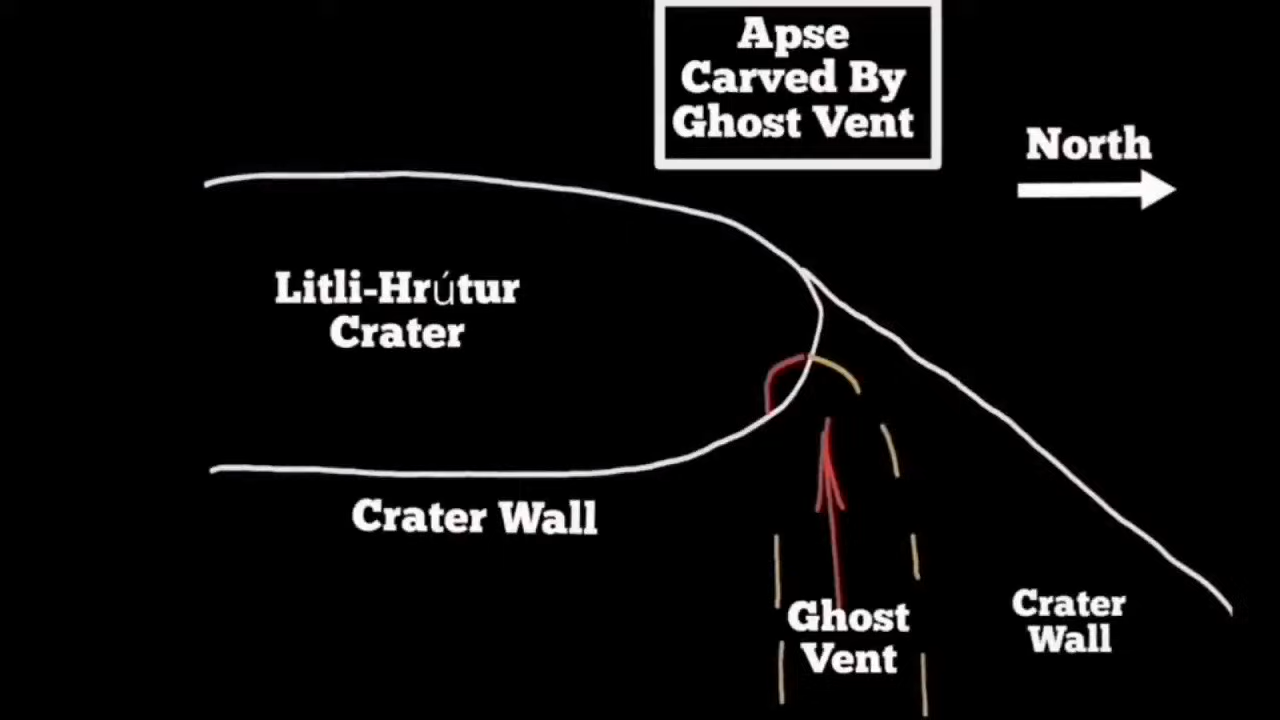 Apse
Carved By
Ghost Vent
North
Litli-Hrútur
Crater
Crater Wall
Ghost
Vent
Crater
Wall